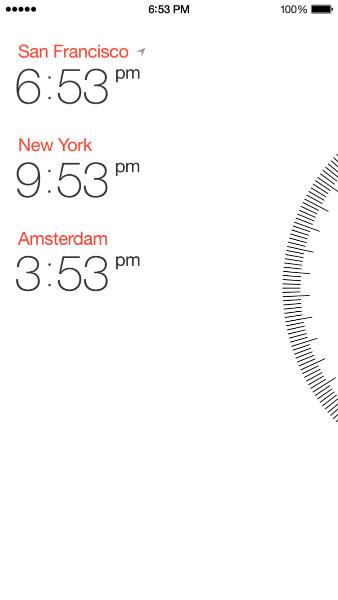 6:53 PM
100%
San Francisco
6:53 pm
New York
9:53 pm
Amsterdam
3:53 pm